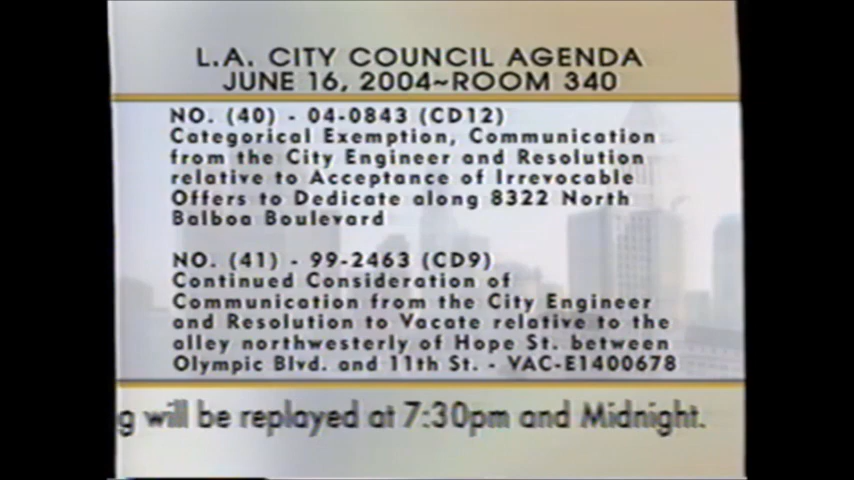 L.A. CITY COUNCIL AGENDA
JUNE 16, 2004~ROOM 340
NO. (40) - 04-0843 (CD12)
Categorical Exemption, Communication
from the City Engineer and Resolution
relative to Acceptance of Irrevocable
Offers to Dedicate along 8322 North
Balboa Boulevard
NO. (41) - 99-2463 (CD9)
Continued Consideration of
Communication from the City Engineer
and Resolution to Vacate relative to the
alley northwesterly of Hope St. between
Olympic Blvd. and 11th St. - VAC-E1400678
g will be replayed at 7:30pm and Midnight.